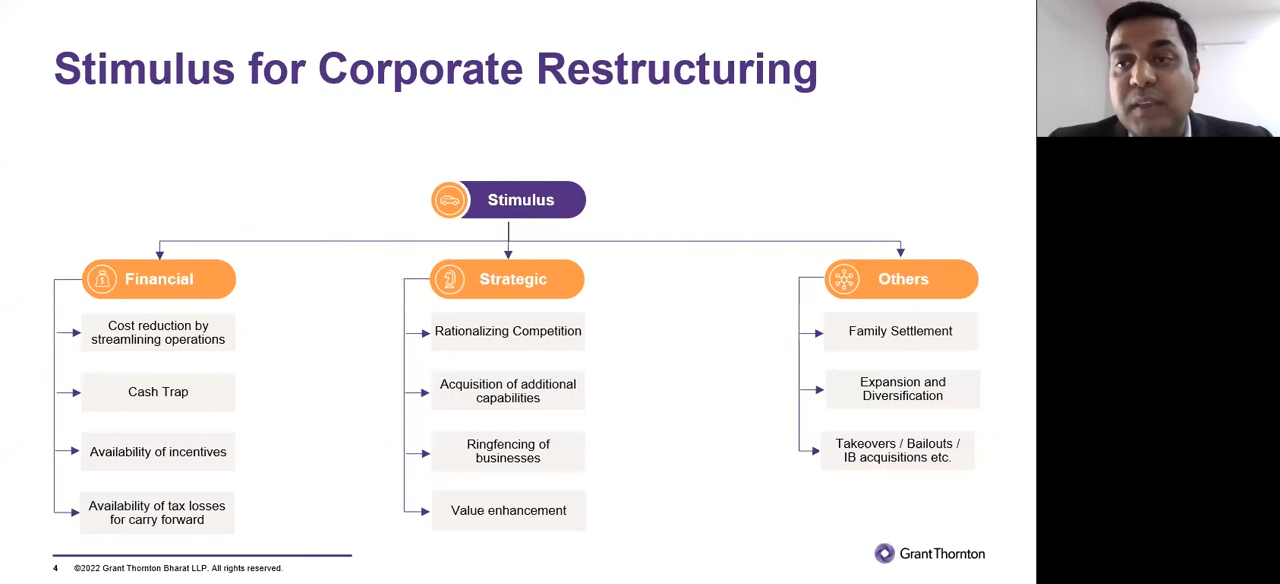 Stimulus for Corporate Restructuring
Stimulus
Financial
Cost reduction by
streamlining operations
Cash Trap
Availability of incentives
Availability of tax losses
for carry forward
Strategic
Rationalizing Competition
Acquisition of additional
capabilities
Ringfencing of
businesses
Value enhancement
Others
Family Settlement
Expansion and
Diversification
Takeovers / Bailouts /
IB acquisitions etc.
4 ©2022 Grant Thornton Bharat LLP. All rights reserved.
GrantThornton